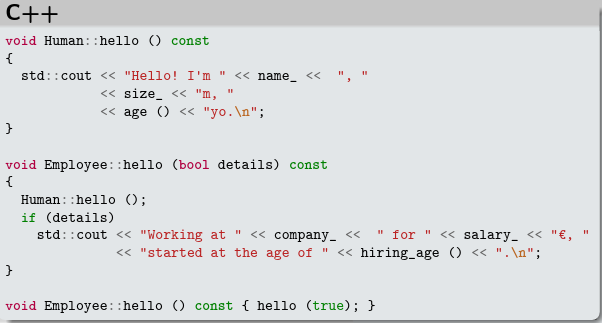 C++
void Human::hello () const
{
  std::cout << "Hello! I'm " << name_ <<  ", "
            << size_ << "m, "
            << age () << "yo.\n";
}

void Employee::hello (bool details) const
{
  Human::hello ();
  if (details)
    std::cout << "Working at " << company_ <<  " for " << salary_ << "€, "
              << "started at the age of " << hiring_age () << ".\n";
}

void Employee::hello () const { hello (true); }